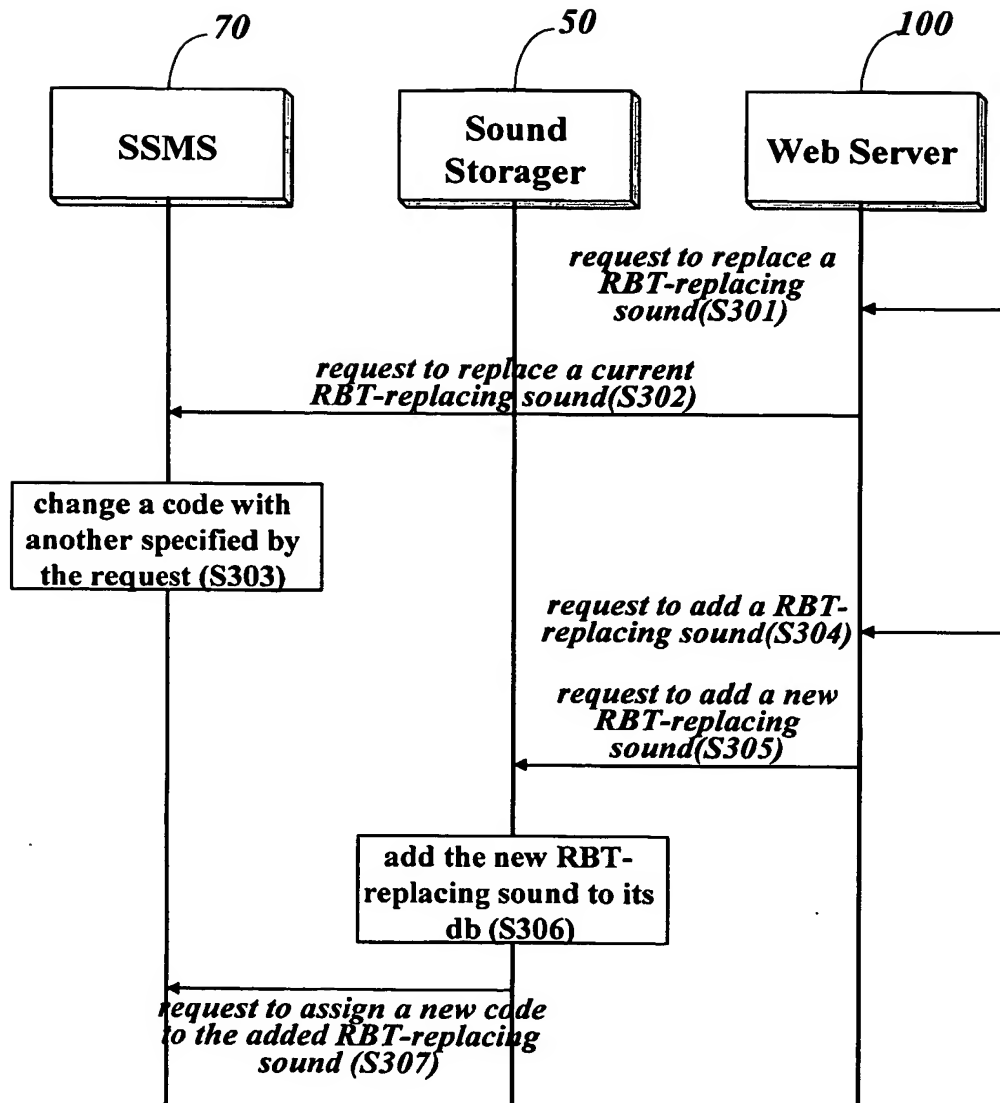 70
50
100
SSMS
Sound
Storager
Web Server
request to replace a
RBT-replacing
sound(S301)
request to replace a current
RBT-replacing sound(S302)
change a code with
another specified by
the request (S303)
request to add a RBT-
replacing sound(S304)
request to add a new
RBT-replacing
sound(S305)
add the new RBT-
replacing sound to its
db (S306)
request to assign a new code
to the added RBT-replacing
sound (S307)